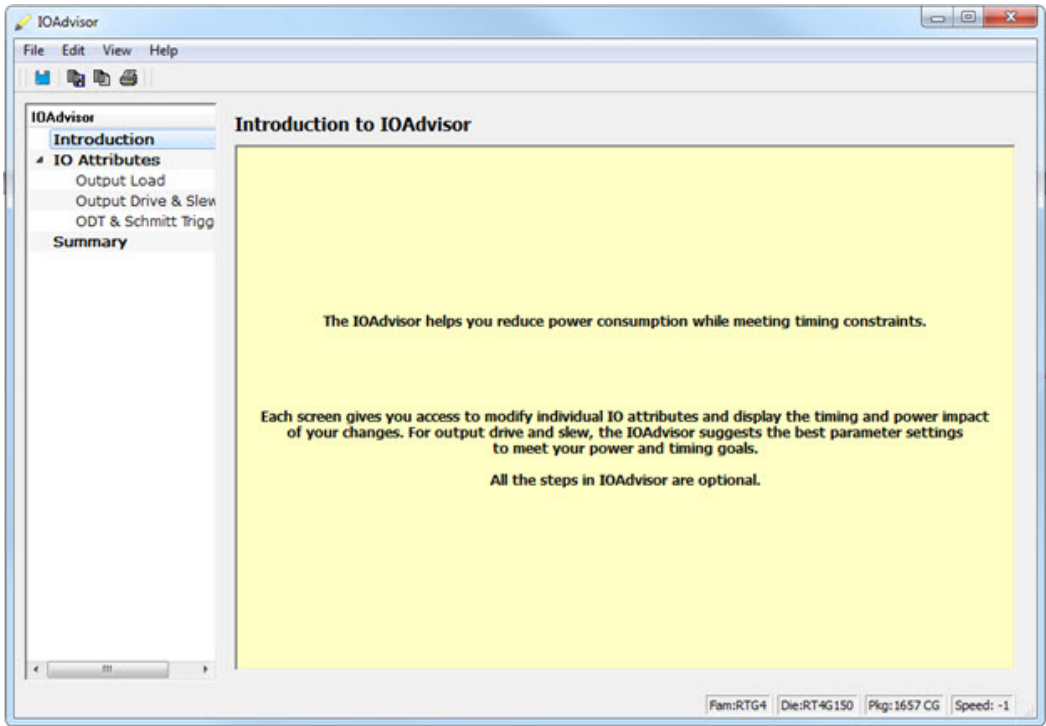 IOAdvisor
File Edit View Help
IOAdvisor
Introduction
IO Attributes
Output Load
Output Drive & Slew
ODT & Schmitt Trigg
Summary
Introduction to IOAdvisor
The IOAdvisor helps you reduce power consumption while meeting timing constraints.
Each screen gives you access to modify individual IO attributes and display the timing and power impact
of your changes. For output drive and slew, the IOAdvisor suggests the best parameter settings
to meet your power and timing goals.
All the steps in IOAdvisor are optional.
Fam:RTG4 Die:RT4G150 Pkg:1657 CG Speed: -1